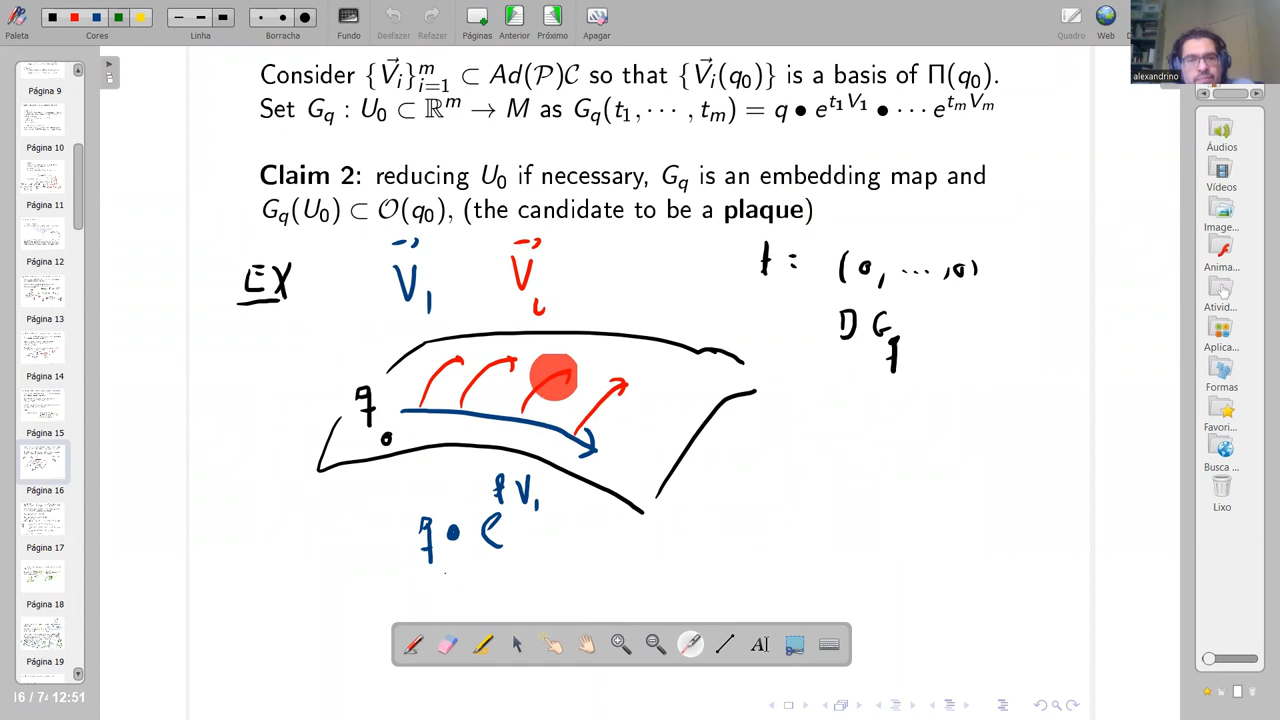 Paleta
Cores
Linha
Borracha
Fundo
Desfazer
Refazer
Páginas
Anterior
Próximo
Apagar
Quadro
Web
alexandrino
Página 9
Página 10
Página 11
Página 12
Página 13
Página 14
Página 15
Página 16
Página 17
Página 18
Página 19
16 / 74 12:51
Consider {V⃗ᵢ}ᵐᵢ₌₁ ⊂ Ad(𝒫)𝒞 so that {V⃗ᵢ(q₀)} is a basis of Π(q₀).
Set G_q : U₀ ⊂ ℝᵐ → M as G_q(t₁, ⋯ , t_m) = q • e^{t₁V₁} • ⋯ e^{t_mV_m}
Claim 2: reducing U₀ if necessary, G_q is an embedding map and
G_q(U₀) ⊂ 𝒪(q₀), (the candidate to be a plaque)
EX
V⃗₁
t = (0, ..., 0)
D G_q
q
q • e^{tV₁}
Áudios
Vídeos
Image...
Anima...
Ativid...
Aplica...
Formas
Favori...
Busca ...
Lixo